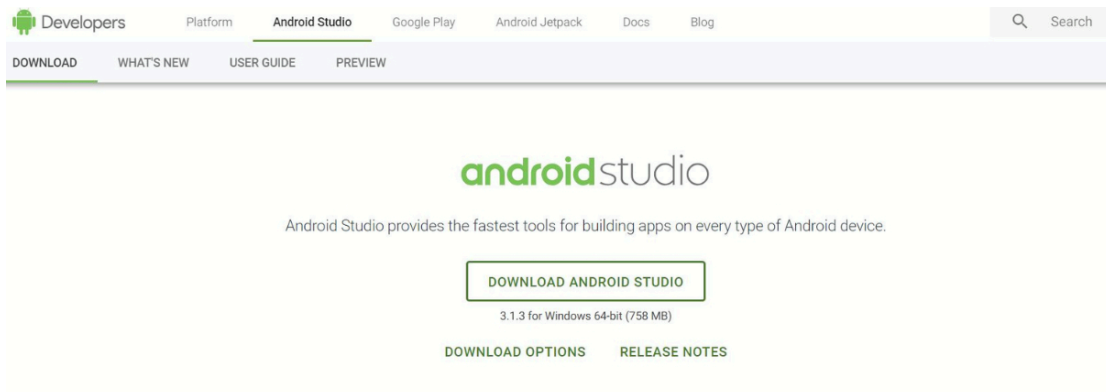 Developers Platform Android Studio Google Play Android Jetpack Docs Blog Search
DOWNLOAD WHAT'S NEW USER GUIDE PREVIEW
androidstudio
Android Studio provides the fastest tools for building apps on every type of Android device.
DOWNLOAD ANDROID STUDIO
3.1.3 for Windows 64-bit (758 MB)
DOWNLOAD OPTIONS RELEASE NOTES